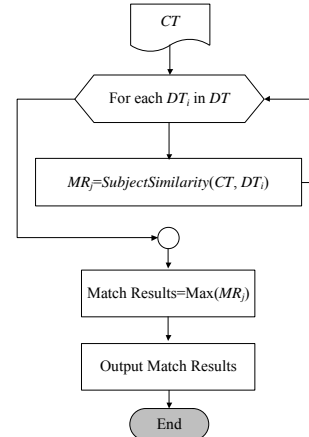 CT
For each DTi in DT
MRj=SubjectSimilarity(CT, DTi)
Match Results=Max(MRj)
Output Match Results
End